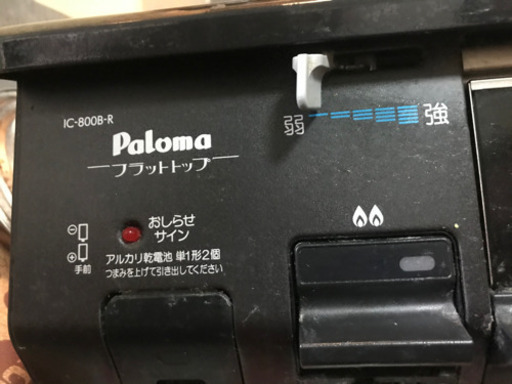 IC-800B-R
Paloma
フラットトップ
弱 強
おしらせ
サイン
手前
アルカリ乾電池 単1形2個
つまみを上げて引き出してください